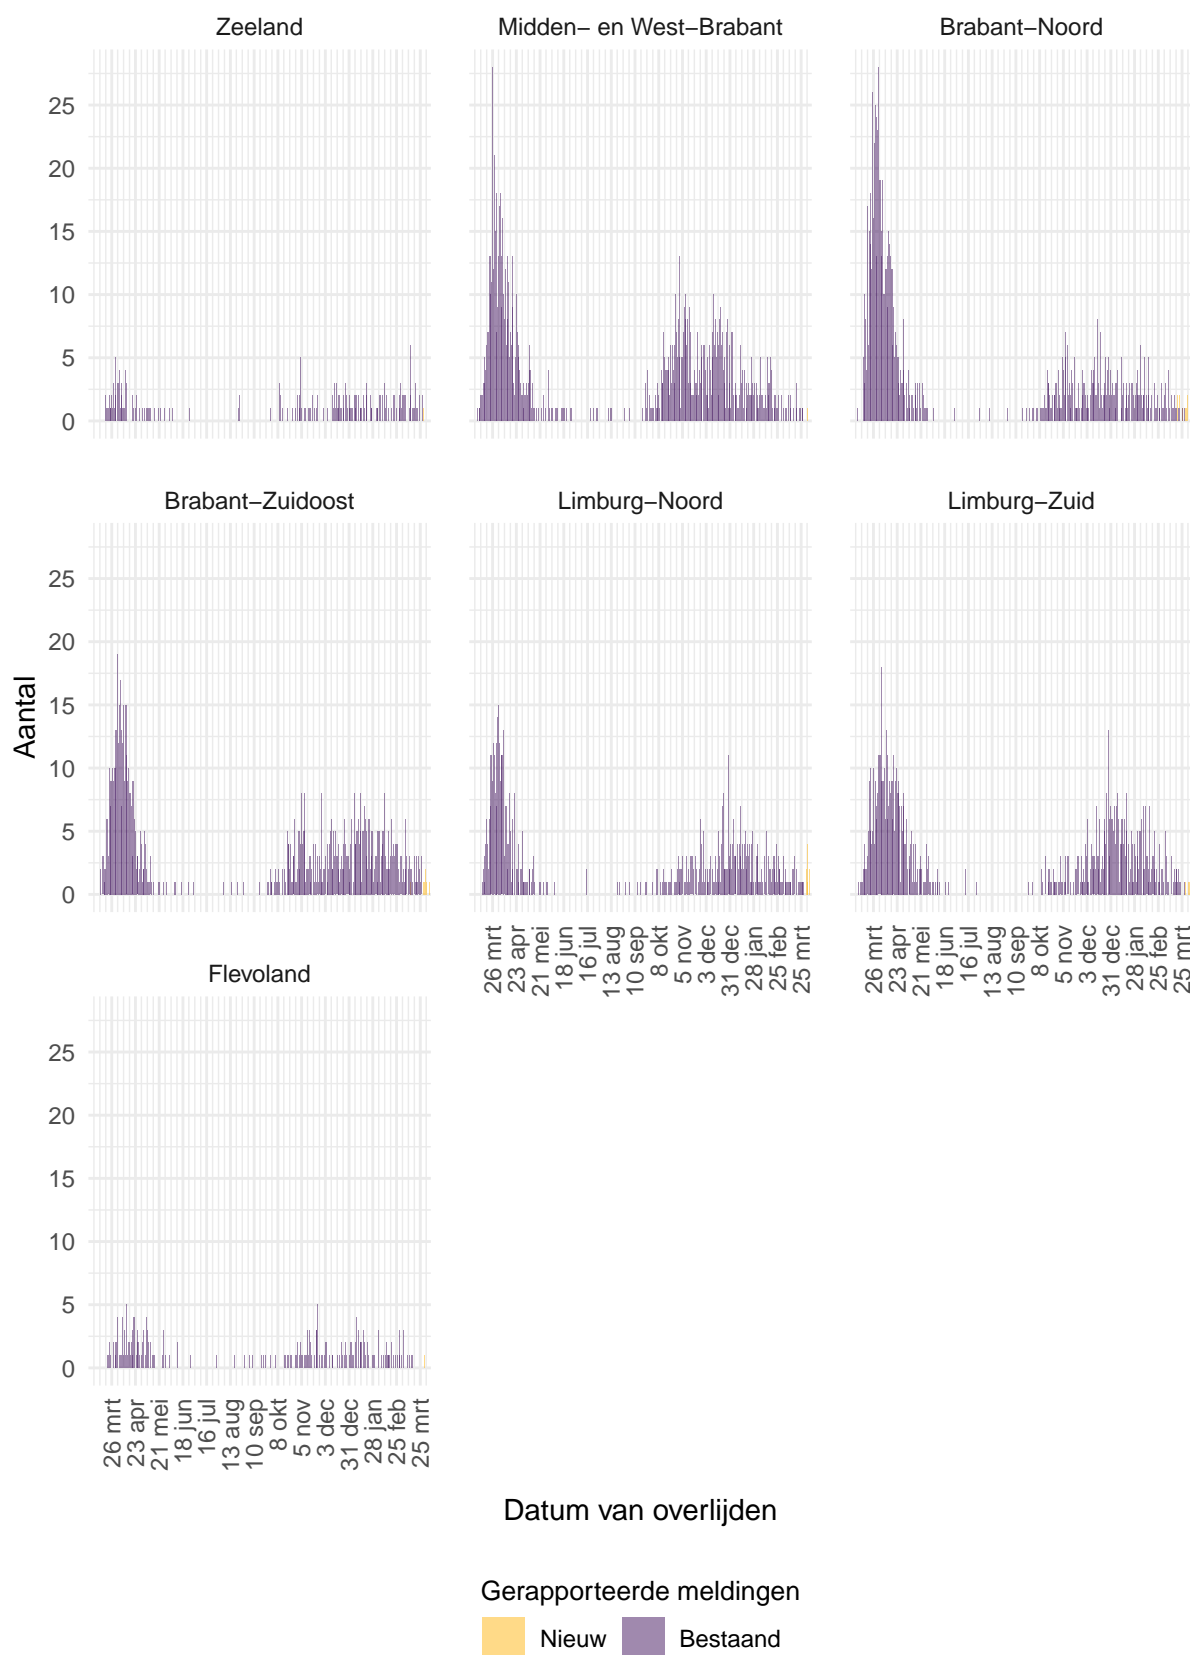 Zeeland
Midden− en West−Brabant
Brabant−Noord
25
20
15
10
5
0
Brabant−Zuidoost
Limburg−Noord
Limburg−Zuid
25
20
15
10
5
0
Aantal
26 mrt
23 apr
21 mei
18 jun
16 jul
13 aug
10 sep
8 okt
5 nov
3 dec
31 dec
28 jan
25 feb
25 mrt
26 mrt
23 apr
21 mei
18 jun
16 jul
13 aug
10 sep
8 okt
5 nov
3 dec
31 dec
28 jan
25 feb
25 mrt
Flevoland
25
20
15
10
5
0
26 mrt
23 apr
21 mei
18 jun
16 jul
13 aug
10 sep
8 okt
5 nov
3 dec
31 dec
28 jan
25 feb
25 mrt
Datum van overlijden
Gerapporteerde meldingen
Nieuw
Bestaand